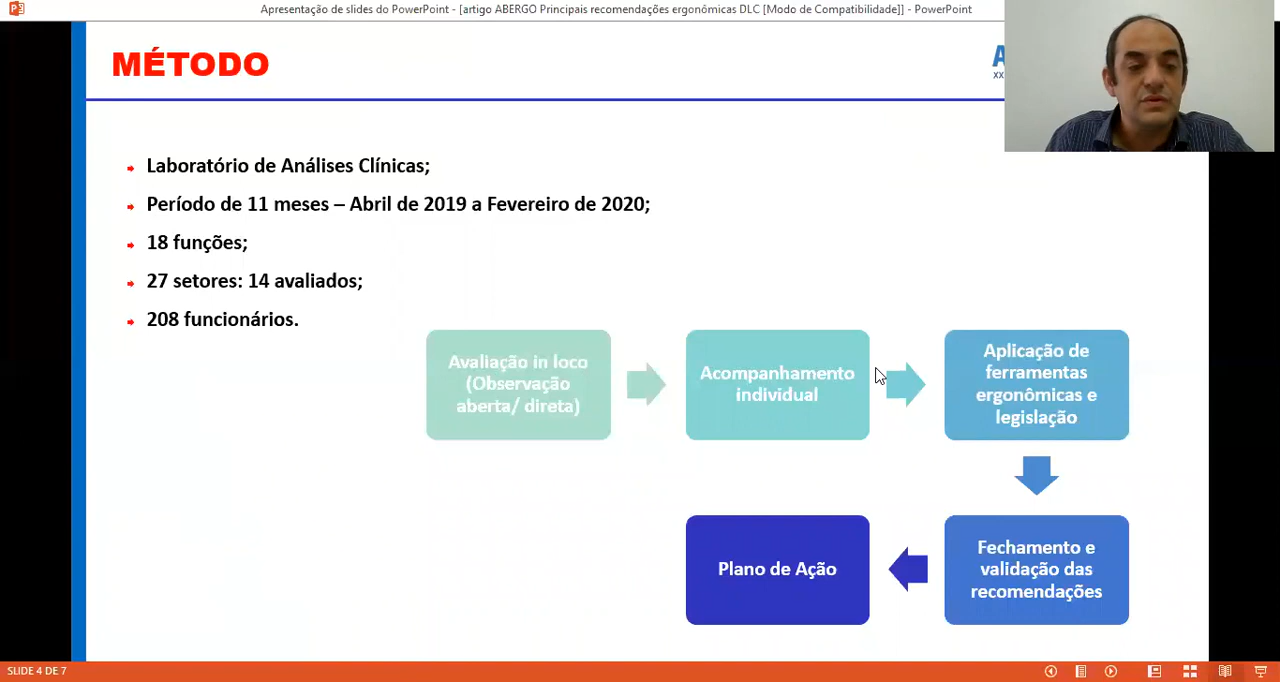 Apresentação de slides do PowerPoint - [artigo ABERGO Principais recomendações ergonômicas DLC [Modo de Compatibilidade]] - PowerPoint
MÉTODO
A
XX
Laboratório de Análises Clínicas;
Período de 11 meses – Abril de 2019 a Fevereiro de 2020;
18 funções;
27 setores: 14 avaliados;
208 funcionários.
Avaliação in loco
(Observação
aberta/ direta)
Acompanhamento
individual
Aplicação de
ferramentas
ergonômicas e
legislação
Fechamento e
validação das
recomendações
Plano de Ação
SLIDE 4 DE 7